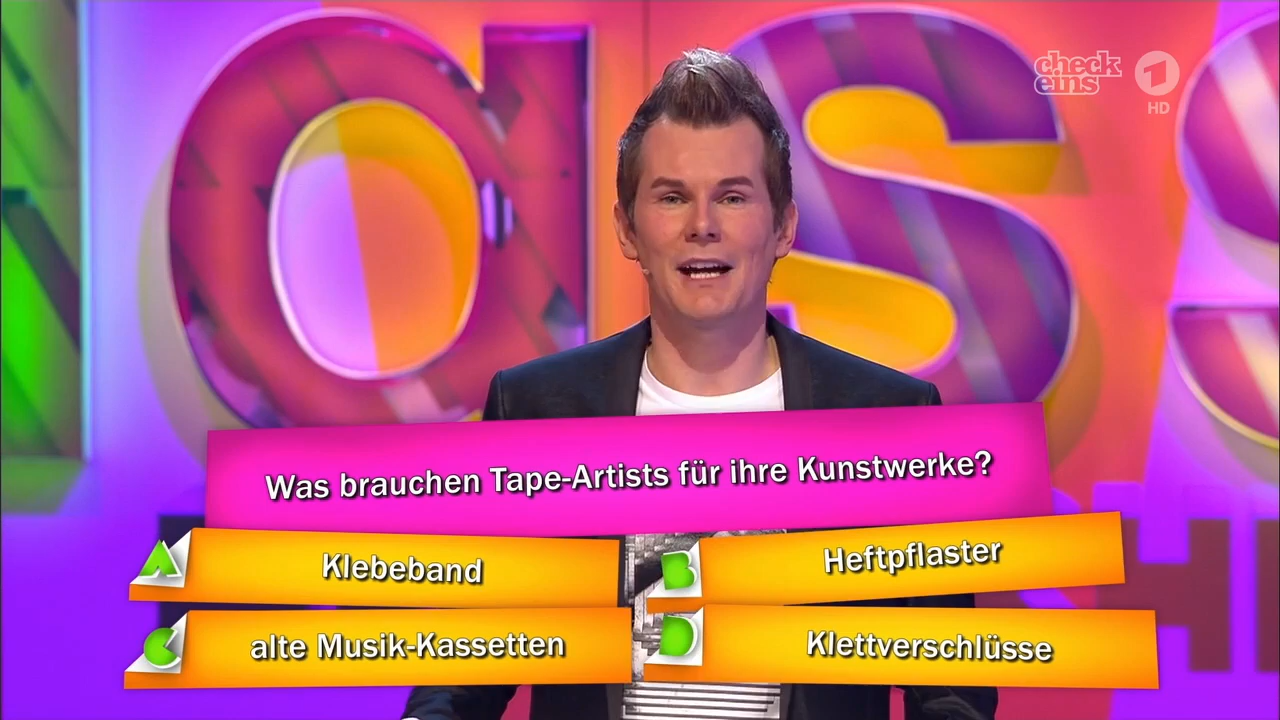 check
eins
1
HD
Was brauchen Tape-Artists für ihre Kunstwerke?
A
Klebeband
B
Heftpflaster
C
alte Musik-Kassetten
D
Klettverschlüsse